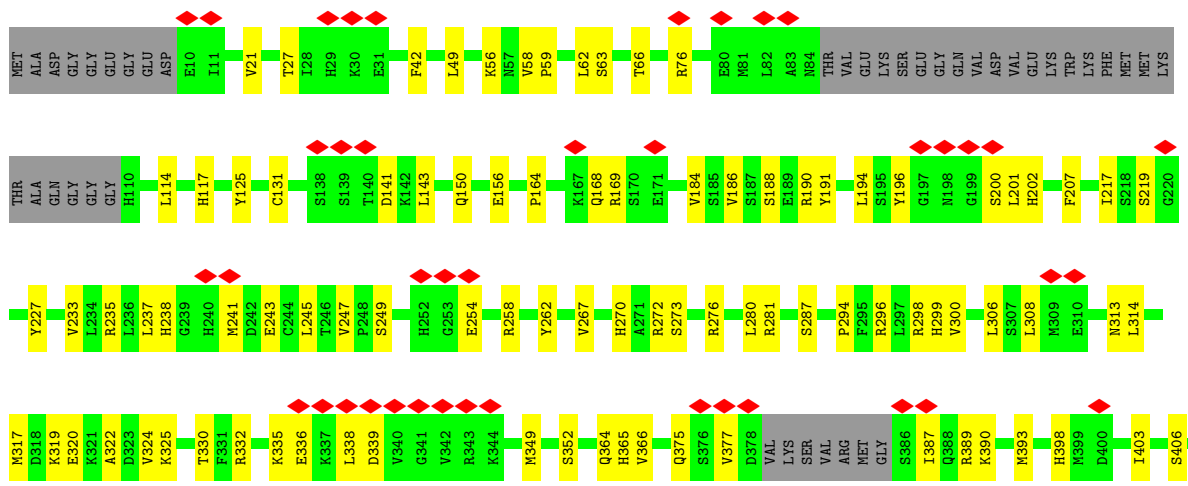 MET ALA ASP GLY GLY GLU GLY GLU ASP E10 I11 V21 T27 I28 H29 K30 E31 F42 L49 K56 N57 V58 P59 L62 S63 T66 R76 E80 M81 L82 A83 N84 THR VAL GLU LYS SER GLU GLY GLN VAL ASP VAL GLU LYS TRP LYS PHE MET MET LYS
THR ALA GLN GLY GLY GLY H110 L114 H117 Y125 C131 S138 S139 T140 D141 K142 L143 Q150 E156 P164 K167 Q168 R169 S170 E171 V184 S185 V186 S187 S188 E189 R190 Y191 L194 S195 Y196 G197 N198 G199 S200 L201 H202 F207 I217 S218 S219 G220
Y227 V233 L234 R235 L236 L237 H238 G239 H240 M241 D242 E243 C244 L245 T246 V247 P248 S249 H252 G253 E254 R258 Y262 V267 H270 A271 R272 S273 R276 L280 R281 S287 P294 F295 R296 L297 R298 H299 V300 L306 S307 L308 M309 E310 N313 L314
M317 D318 K319 E320 K321 A322 D323 V324 K325 T330 F331 R332 K335 E336 K337 L338 D339 V340 G341 V342 R343 K344 M349 S352 Q364 H365 V366 Q375 S376 V377 D378 VAL LYS SER VAL ARG MET GLY S386 I387 Q388 R389 K390 M393 H398 M399 D400 I403 S406